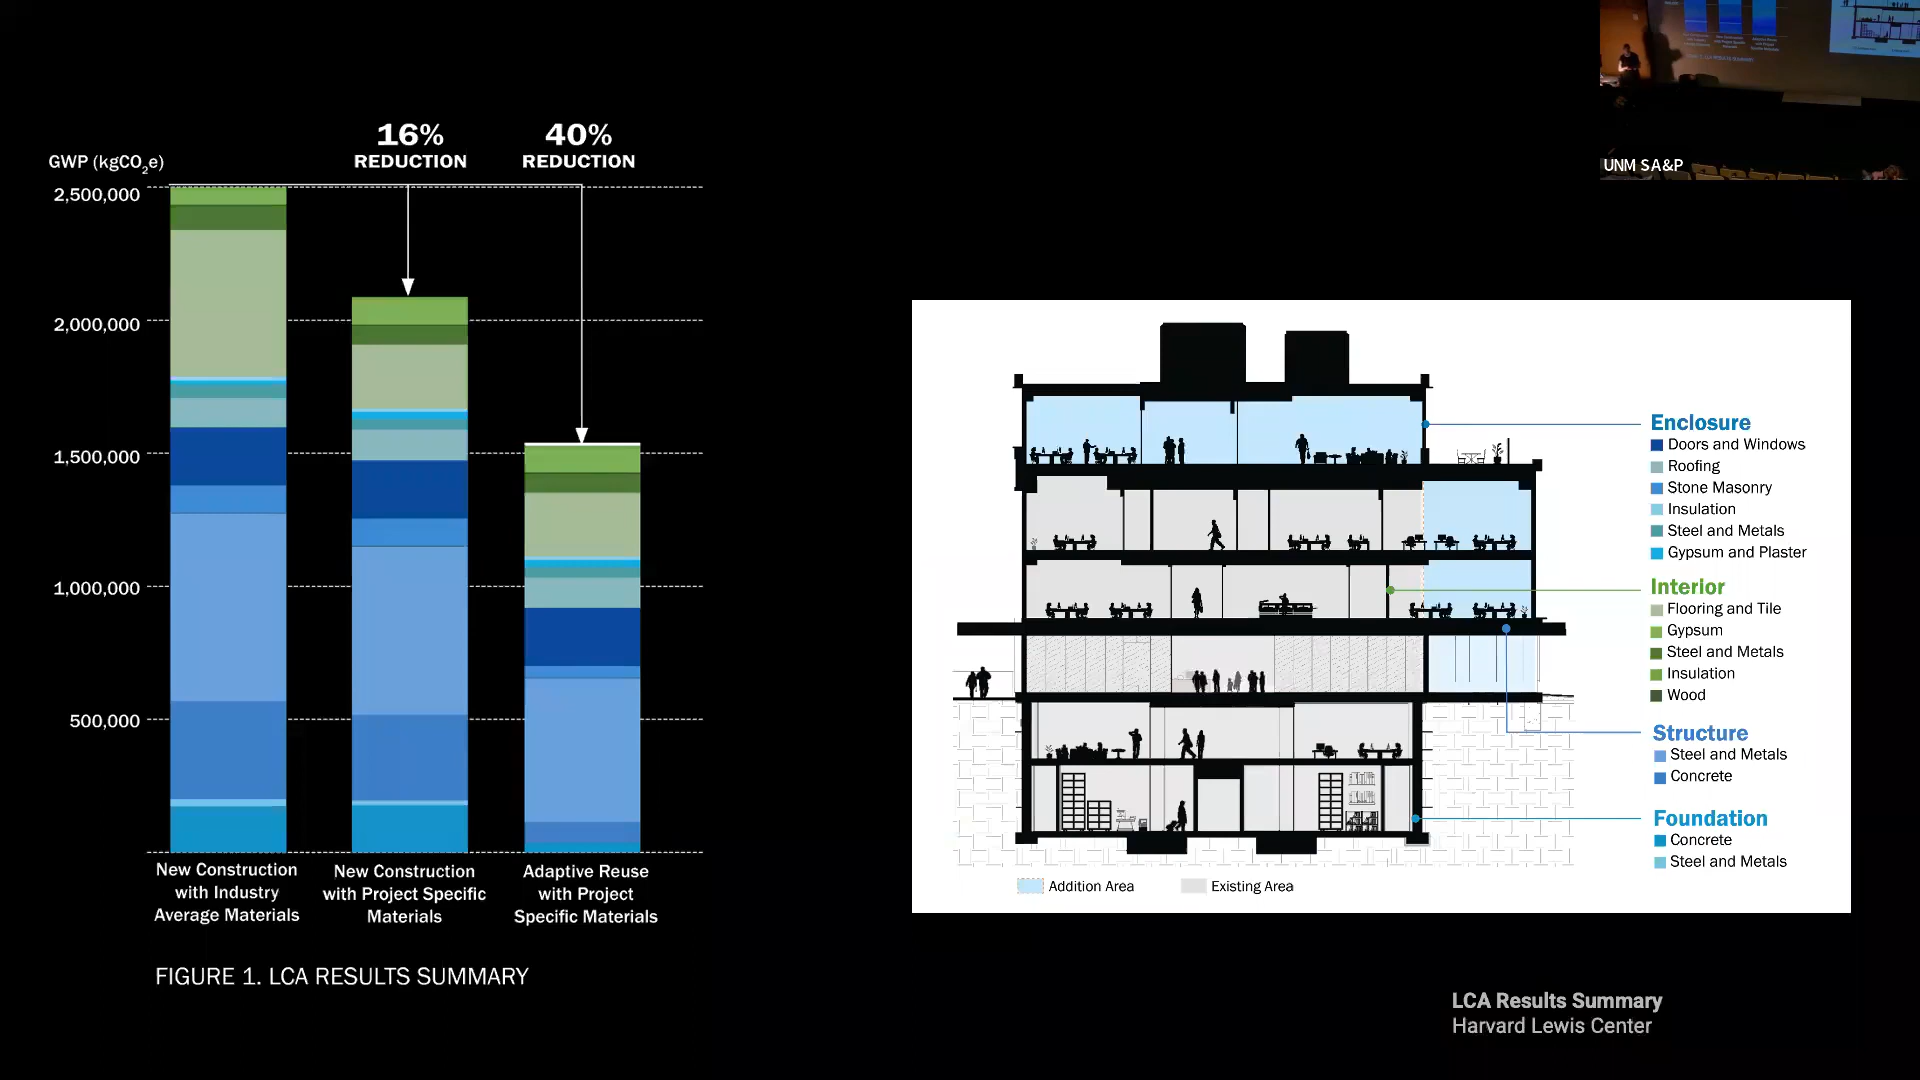 UNM SA&P
16%
REDUCTION
40%
REDUCTION
GWP (kgCO2e)
2,500,000
2,000,000
1,500,000
1,000,000
500,000
New Construction
with Industry
Average Materials
New Construction
with Project Specific
Materials
Adaptive Reuse
with Project
Specific Materials
FIGURE 1. LCA RESULTS SUMMARY
Enclosure
Doors and Windows
Roofing
Stone Masonry
Insulation
Steel and Metals
Gypsum and Plaster
Interior
Flooring and Tile
Gypsum
Steel and Metals
Insulation
Wood
Structure
Steel and Metals
Concrete
Foundation
Concrete
Steel and Metals
Addition Area
Existing Area
LCA Results Summary
Harvard Lewis Center